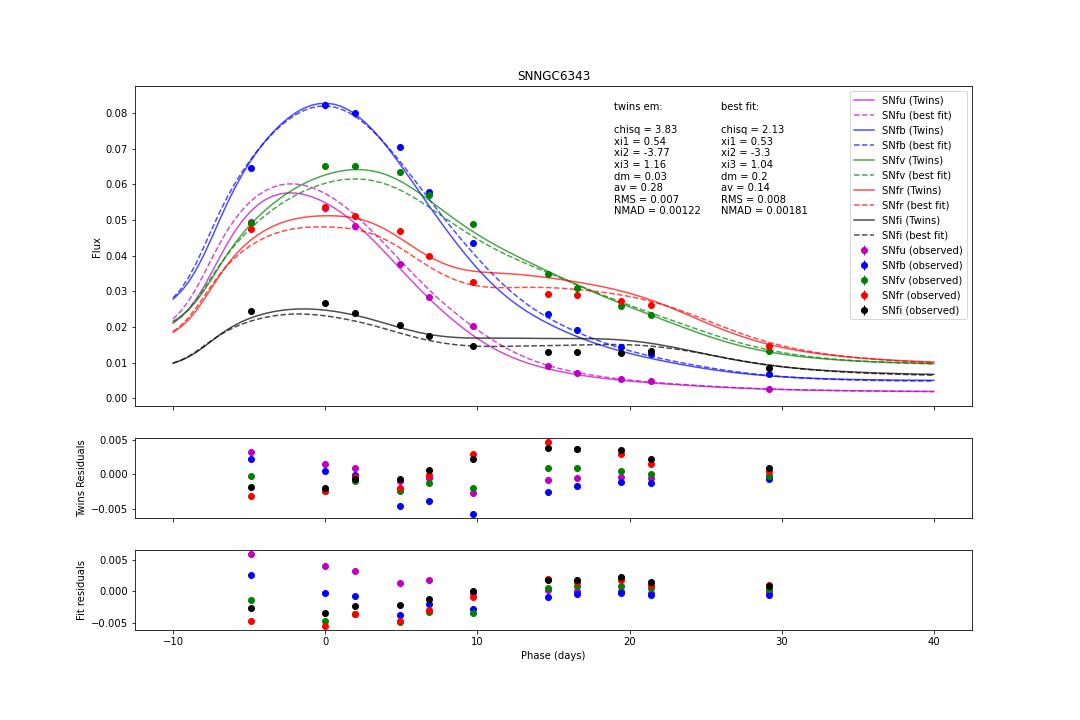 SNNGC6343
Flux
0.08
0.07
0.06
0.05
0.04
0.03
0.02
0.01
0.00
twins em:
chisq = 3.83
xi1 = 0.54
xi2 = -3.77
xi3 = 1.16
dm = 0.03
av = 0.28
RMS = 0.007
NMAD = 0.00122
best fit:
chisq = 2.13
xi1 = 0.53
xi2 = -3.3
xi3 = 1.04
dm = 0.2
av = 0.14
RMS = 0.008
NMAD = 0.00181
SNfu (Twins)
SNfu (best fit)
SNfb (Twins)
SNfb (best fit)
SNfv (Twins)
SNfv (best fit)
SNfr (Twins)
SNfr (best fit)
SNfi (Twins)
SNfi (best fit)
SNfu (observed)
SNfb (observed)
SNfv (observed)
SNfr (observed)
SNfi (observed)
Twins Residuals
0.005
0.000
−0.005
Fit residuals
0.005
0.000
−0.005
−10
0
10
20
30
40
Phase (days)